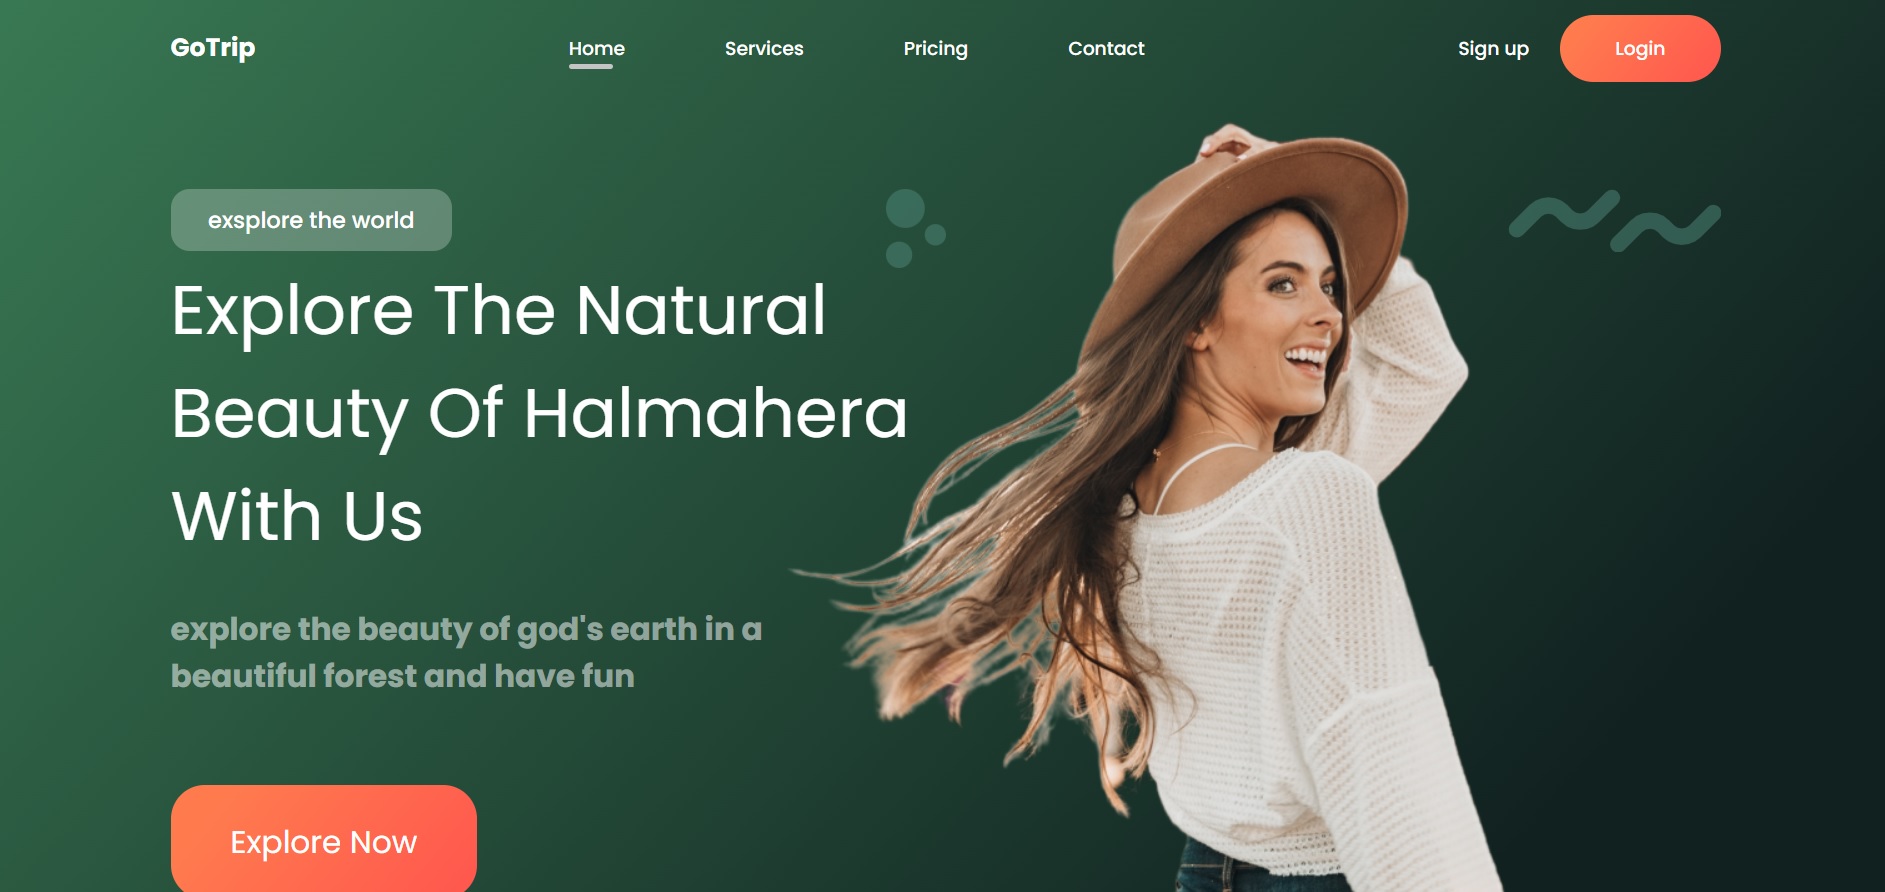 GoTrip
Home
Services
Pricing
Contact
Sign up
Login
exsplore the world
Explore The Natural
Beauty Of Halmahera
With Us
explore the beauty of god's earth in a
beautiful forest and have fun
Explore Now